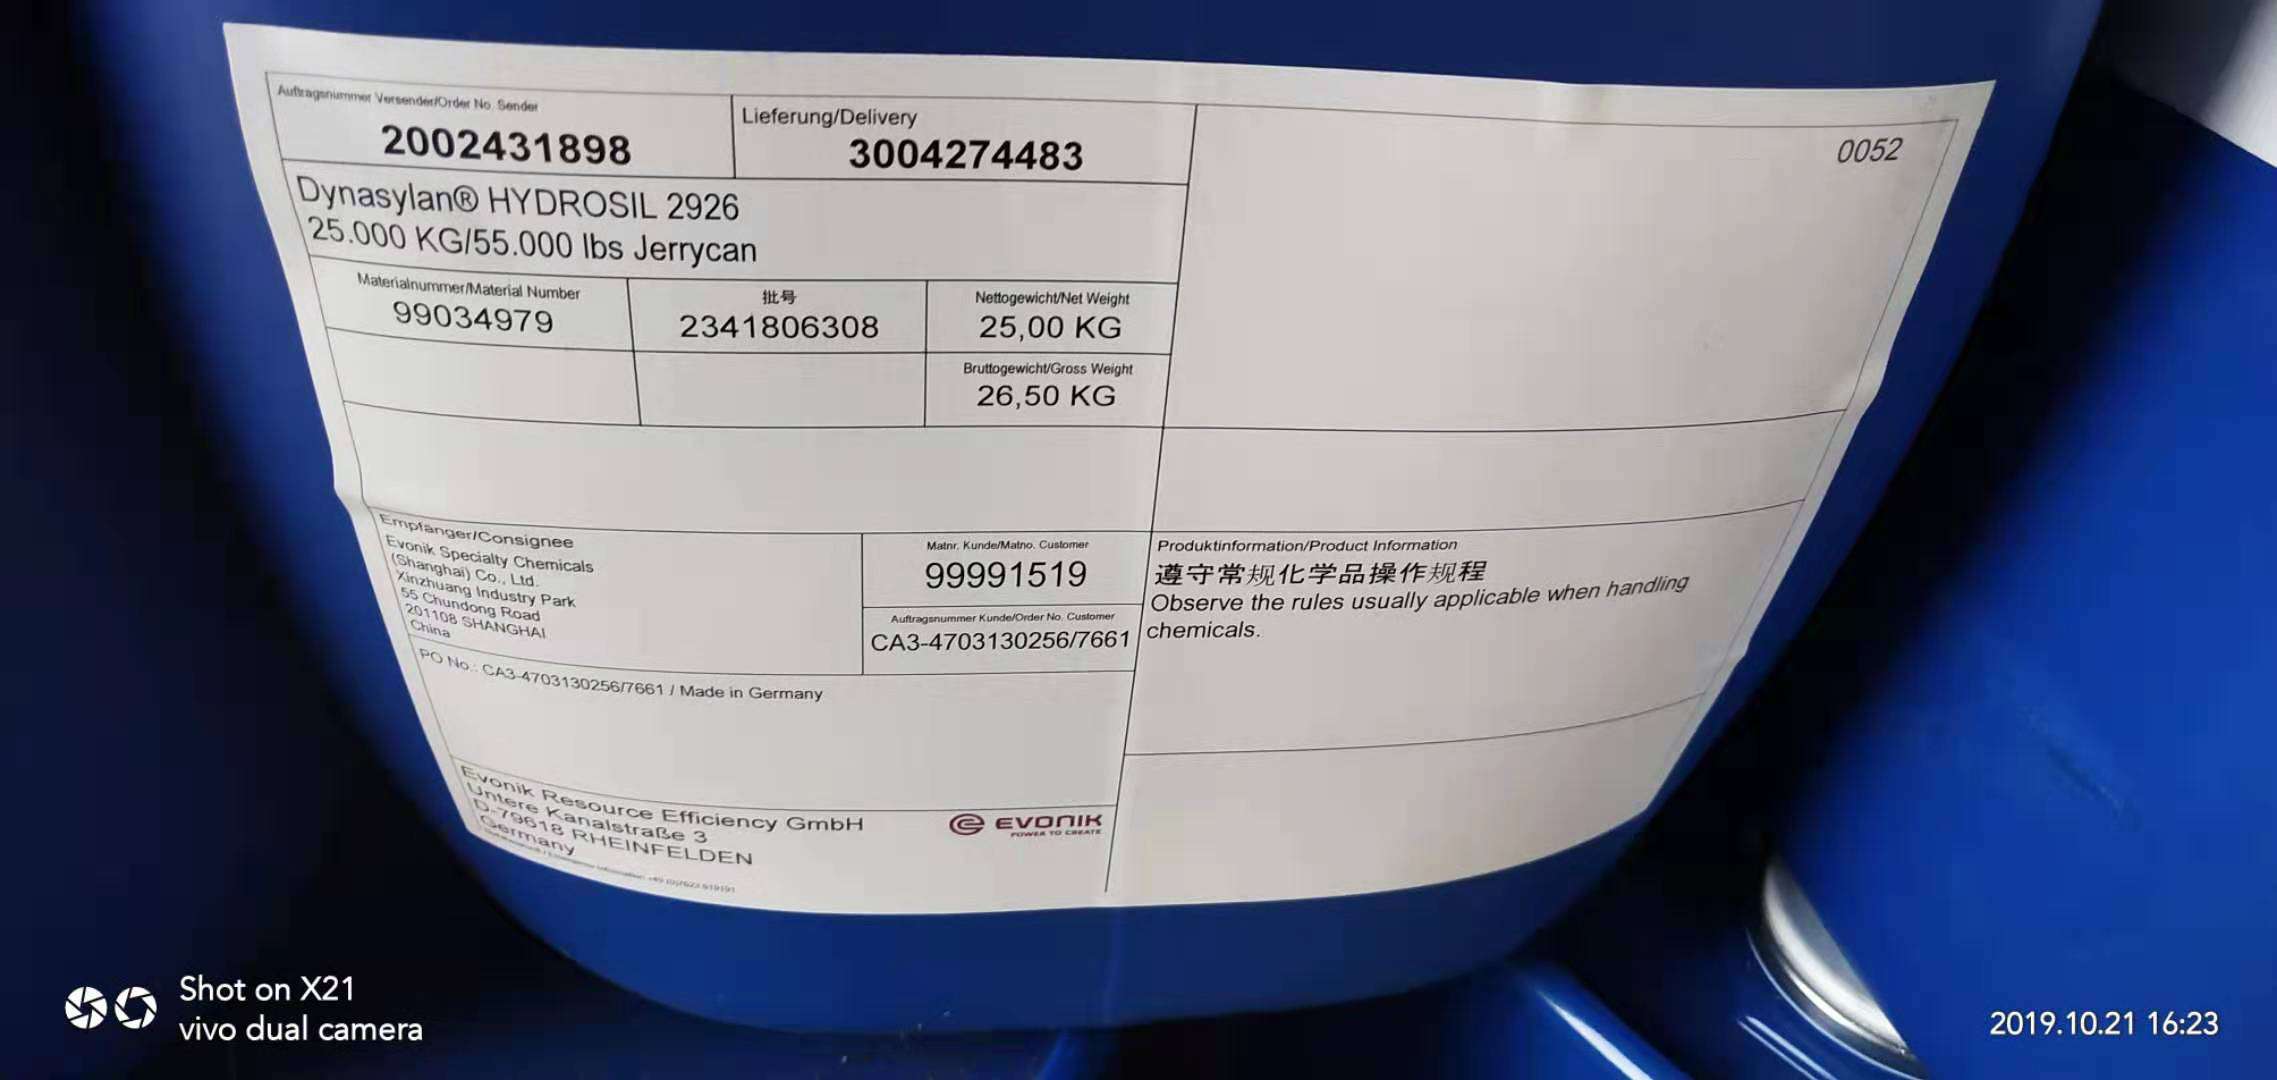 Auftragsnummer Versender/Order No. Sender
2002431898
Lieferung/Delivery
3004274483
0052
Dynasylan® HYDROSIL 2926
25.000 KG/55.000 lbs Jerrycan
Materialnummer/Material Number
99034979
批号
2341806308
Nettogewicht/Net Weight
25,00 KG
Bruttogewicht/Gross Weight
26,50 KG
Empfänger/Consignee
Evonik Specialty Chemicals
(Shanghai) Co., Ltd.
Xinzhuang Industry Park
55 Chundong Road
201108 SHANGHAI
China
Matnr. Kunde/Matno. Customer
99991519
Auftragsnummer Kunde/Order No. Customer
CA3-4703130256/7661
Produktinformation/Product Information
遵守常规化学品操作规程
Observe the rules usually applicable when handling
chemicals.
PO No.: CA3-4703130256/7661 / Made in Germany
Evonik Resource Efficiency GmbH
Untere Kanalstraße 3
D-79618 RHEINFELDEN
Germany
EVONIK
POWER TO CREATE
Shot on X21
vivo dual camera
2019.10.21 16:23